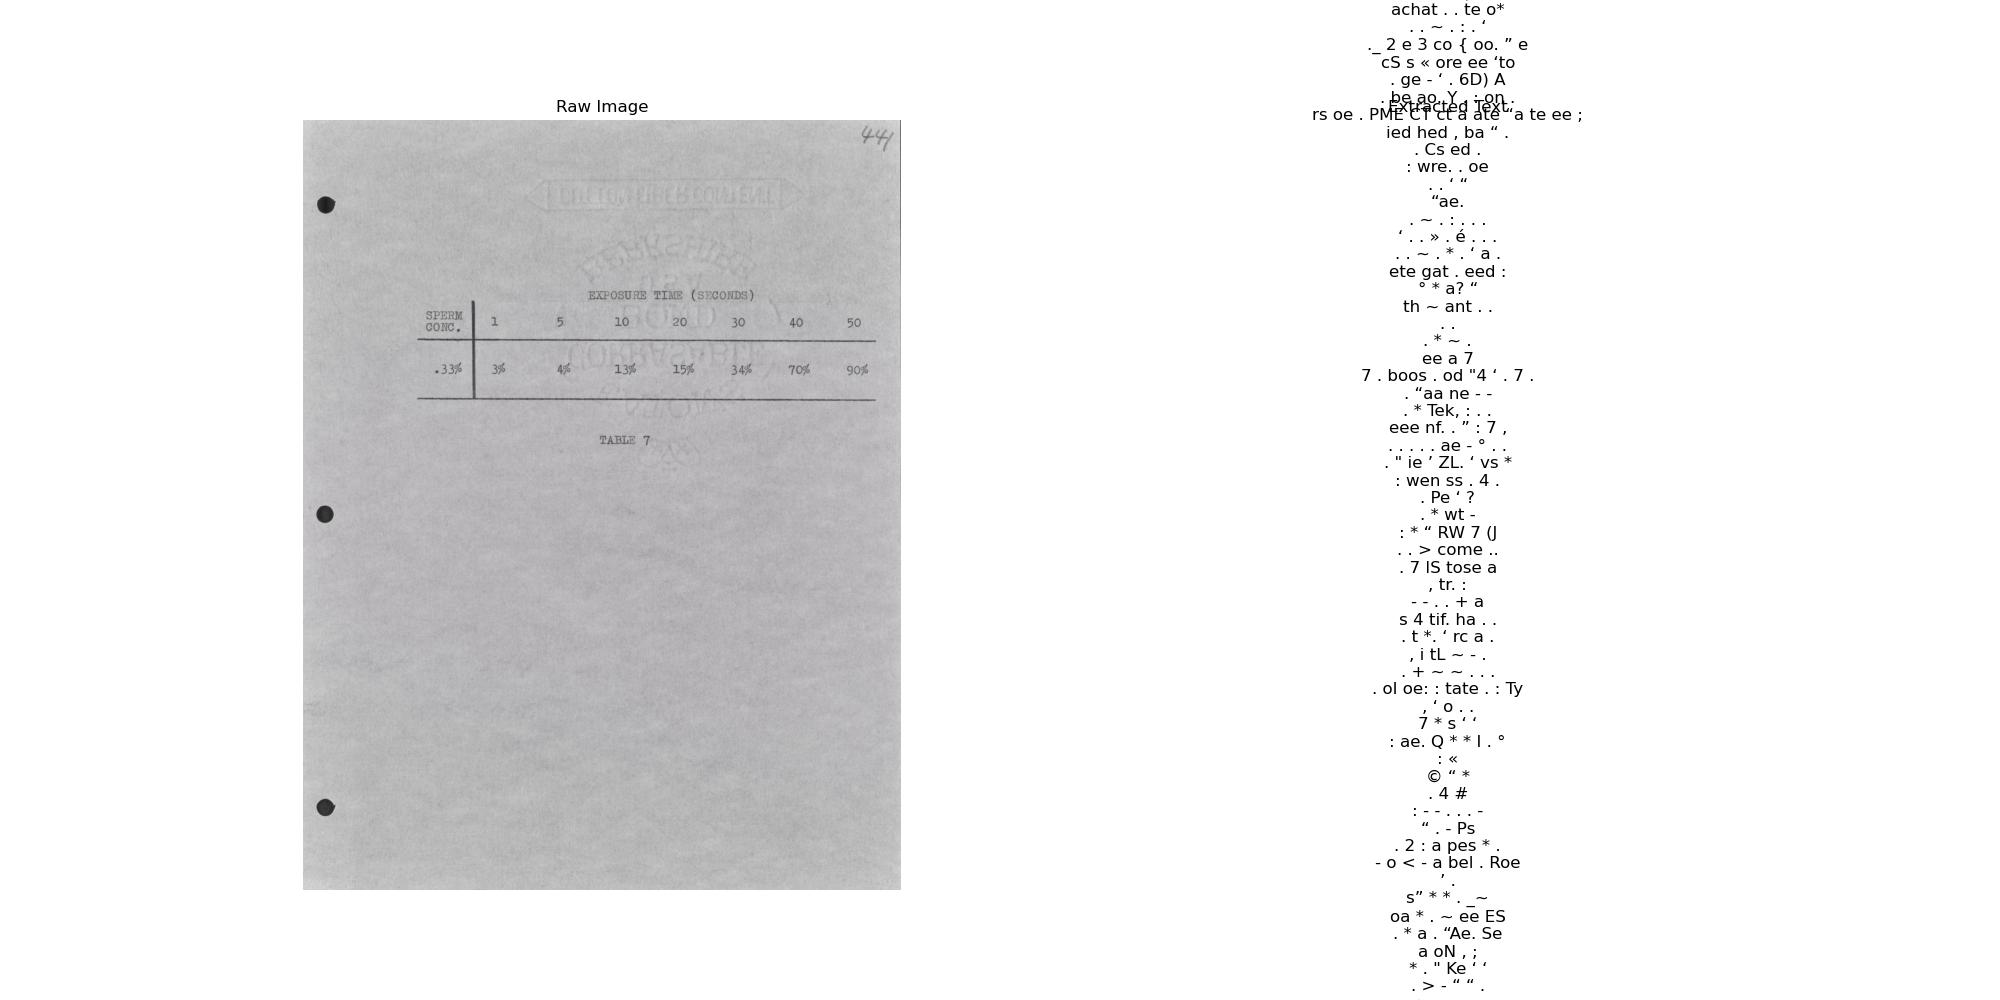 Raw Image
441
COTTON FIBER CONTENT
BERKSHIRE
EXPOSURE TIME (SECONDS)
SPERM CONC. 1 5 10 20 30 40 50
.33% 3% 4% 13% 15% 34% 70% 90%
TABLE 7
achat . . te o*
. . ~ . : . ‘
._ 2 e 3 co { oo. ” e
cS s « ore ee ‘to
. ge - ‘ . 6D) A
. be ao. Y . : on .
Extracted Text
rs oe . PME CT ct a ate “a te ee ;
ied hed , ba “ .
. Cs ed .
: wre. . oe
. . ‘ “
“ae.
. ~ . : . . .
‘ . . » . é . . .
. . ~ . * . ‘ a .
ete gat . eed :
° * a? “
th ~ ant . .
. .
. * ~ .
ee a 7
7 . boos . od "4 ‘ . 7 .
. “aa ne - -
. * Tek, : . .
eee nf. . ” : 7 ,
. . . . . ae - ° . .
. " ie ’ ZL. ‘ vs *
: wen ss . 4 .
. Pe ‘ ?
. * wt -
: * “ RW 7 (J
. . > come ..
. 7 IS tose a
, tr. :
- - . . + a
s 4 tif. ha . .
. t *. ‘ rc a .
, i tL ~ - .
. + ~ ~ . . .
. ol oe: : tate . : Ty
, ‘ o . .
7 * s ‘ ‘
: ae. Q * * l . °
: «
© “ *
. 4 #
: - - . . . -
“ . - Ps
. 2 : a pes * .
- o < - a bel . Roe
’ .
s” * * . _~
oa * . ~ ee ES
. * a . “Ae. Se
a oN , ;
* . " Ke ‘ ‘
. > - “ “ .